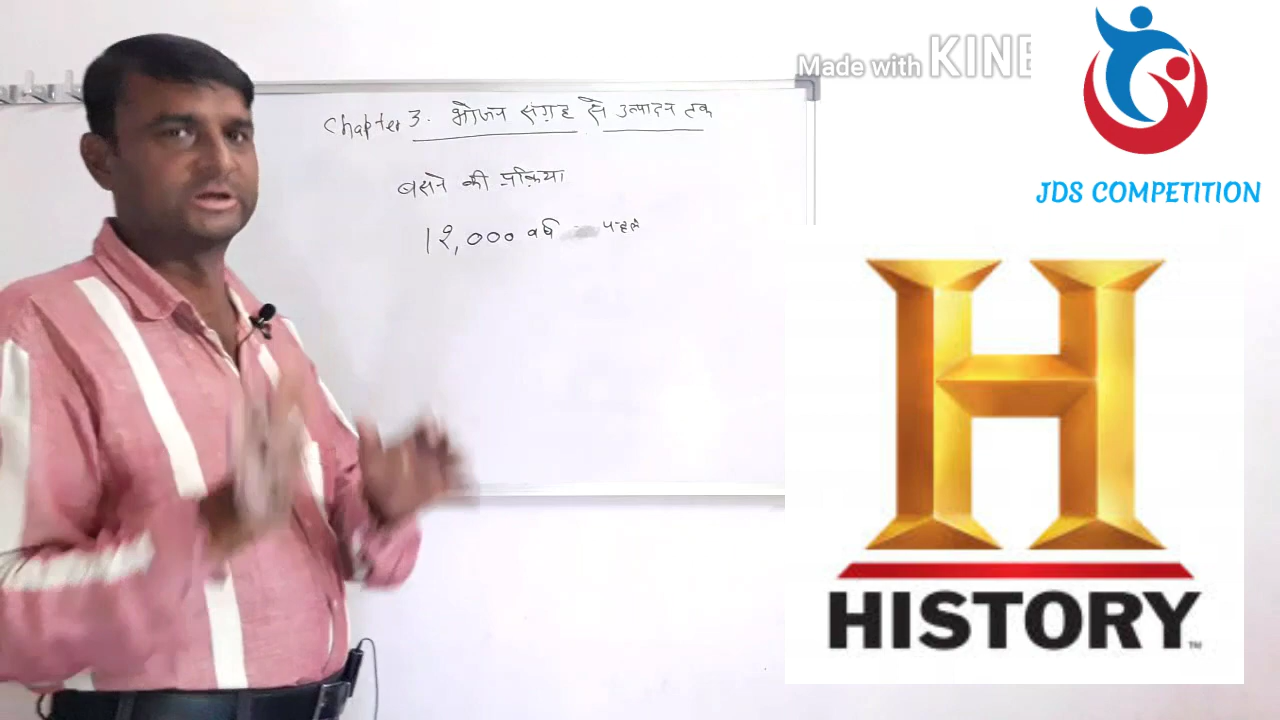 Made with KINE
Chapter 3. भोजन संग्रह से उत्पादन तक
बसने की प्रक्रिया
12,000 वर्ष पहले
JDS COMPETITION
HISTORY
TM